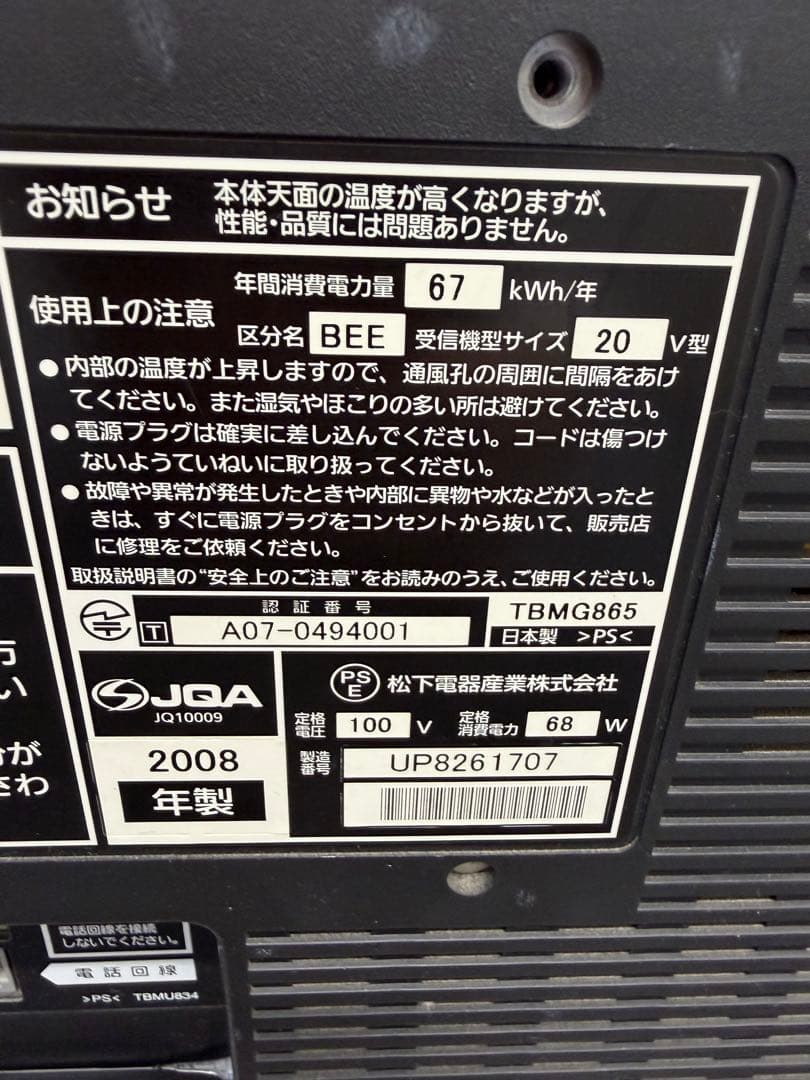 お知らせ
本体天面の温度が高くなりますが、
性能・品質には問題ありません。
年間消費電力量 67 kWh/年
使用上の注意
区分名 BEE 受信機型サイズ 20 V型
●内部の温度が上昇しますので、通風孔の周囲に間隔をあけ
てください。また湿気やほこりの多い所は避けてください。
●電源プラグは確実に差し込んでください。コードは傷つけ
ないようていねいに取り扱ってください。
●故障や異常が発生したときや内部に異物や水などが入ったと
きは、すぐに電源プラグをコンセントから抜いて、販売店
に修理をご依頼ください。
取扱説明書の"安全上のご注意"をお読みのうえ、ご使用ください。
認証番号
T A07-0494001
TBMG865
日本製 >PS<
JQA
JQ10009
2008
年製
PSE 松下電器産業株式会社
定格電圧 100 V 定格消費電力 68 W
製造番号 UP8261707
方
い
が
さわ
電話回線を接続
しないでください。
電話回線
>PS< TBMU834